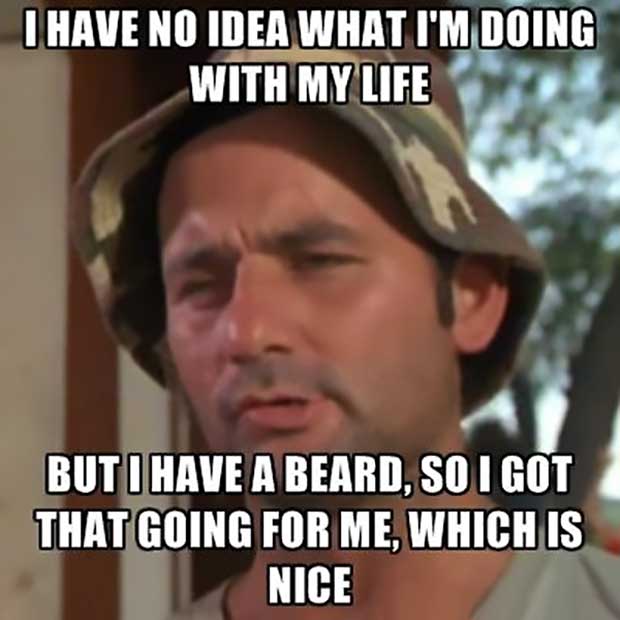 I HAVE NO IDEA WHAT I'M DOING
WITH MY LIFE
BUT I HAVE A BEARD, SO I GOT
THAT GOING FOR ME, WHICH IS
NICE